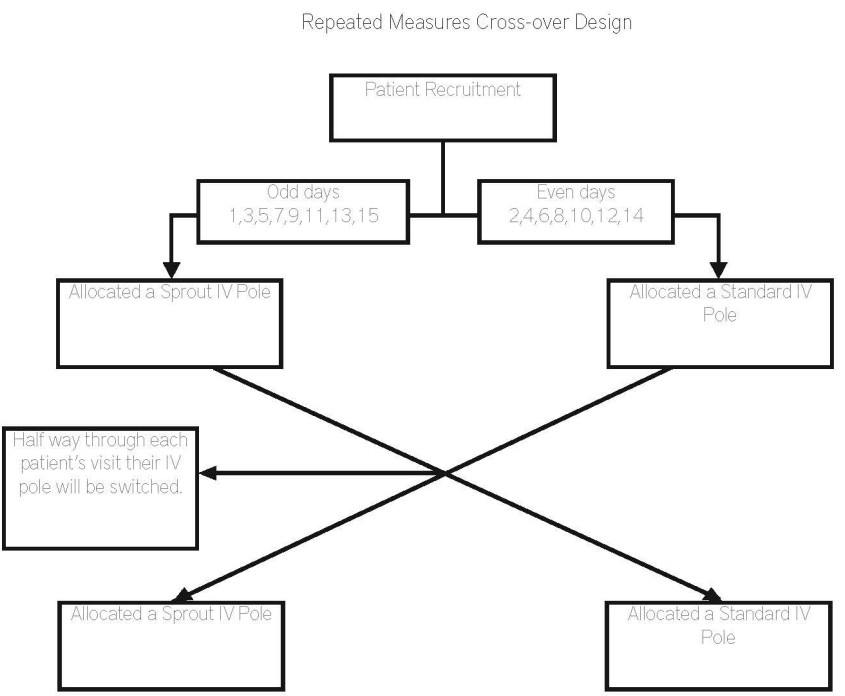 Repeated Measures Cross-over Design
Patient Recruitment
Odd days
1,3,5,7,9,11,13,15
Even days
2,4,6,8,10,12,14
Allocated a Sprout IV Pole
Allocated a Standard IV
Pole
Half way through each
patient's visit their IV
pole will be switched.
Allocated a Sprout IV Pole
Allocated a Standard IV
Pole